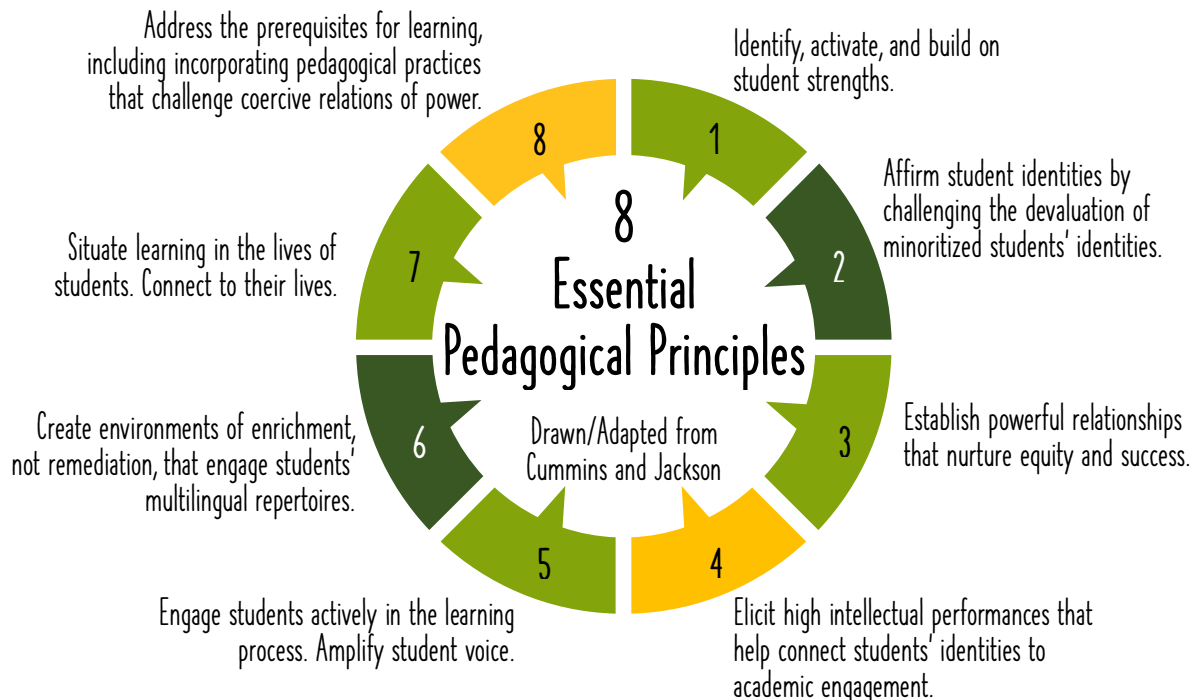 8
Essential
Pedagogical Principles
Drawn/Adapted from
Cummins and Jackson
1
Identify, activate, and build on
student strengths.
2
Affirm student identities by
challenging the devaluation of
minoritized students' identities.
3
Establish powerful relationships
that nurture equity and success.
4
Elicit high intellectual performances that
help connect students' identities to
academic engagement.
5
Engage students actively in the learning
process. Amplify student voice.
6
Create environments of enrichment,
not remediation, that engage students'
multilingual repertoires.
7
Situate learning in the lives of
students. Connect to their lives.
8
Address the prerequisites for learning,
including incorporating pedagogical practices
that challenge coercive relations of power.